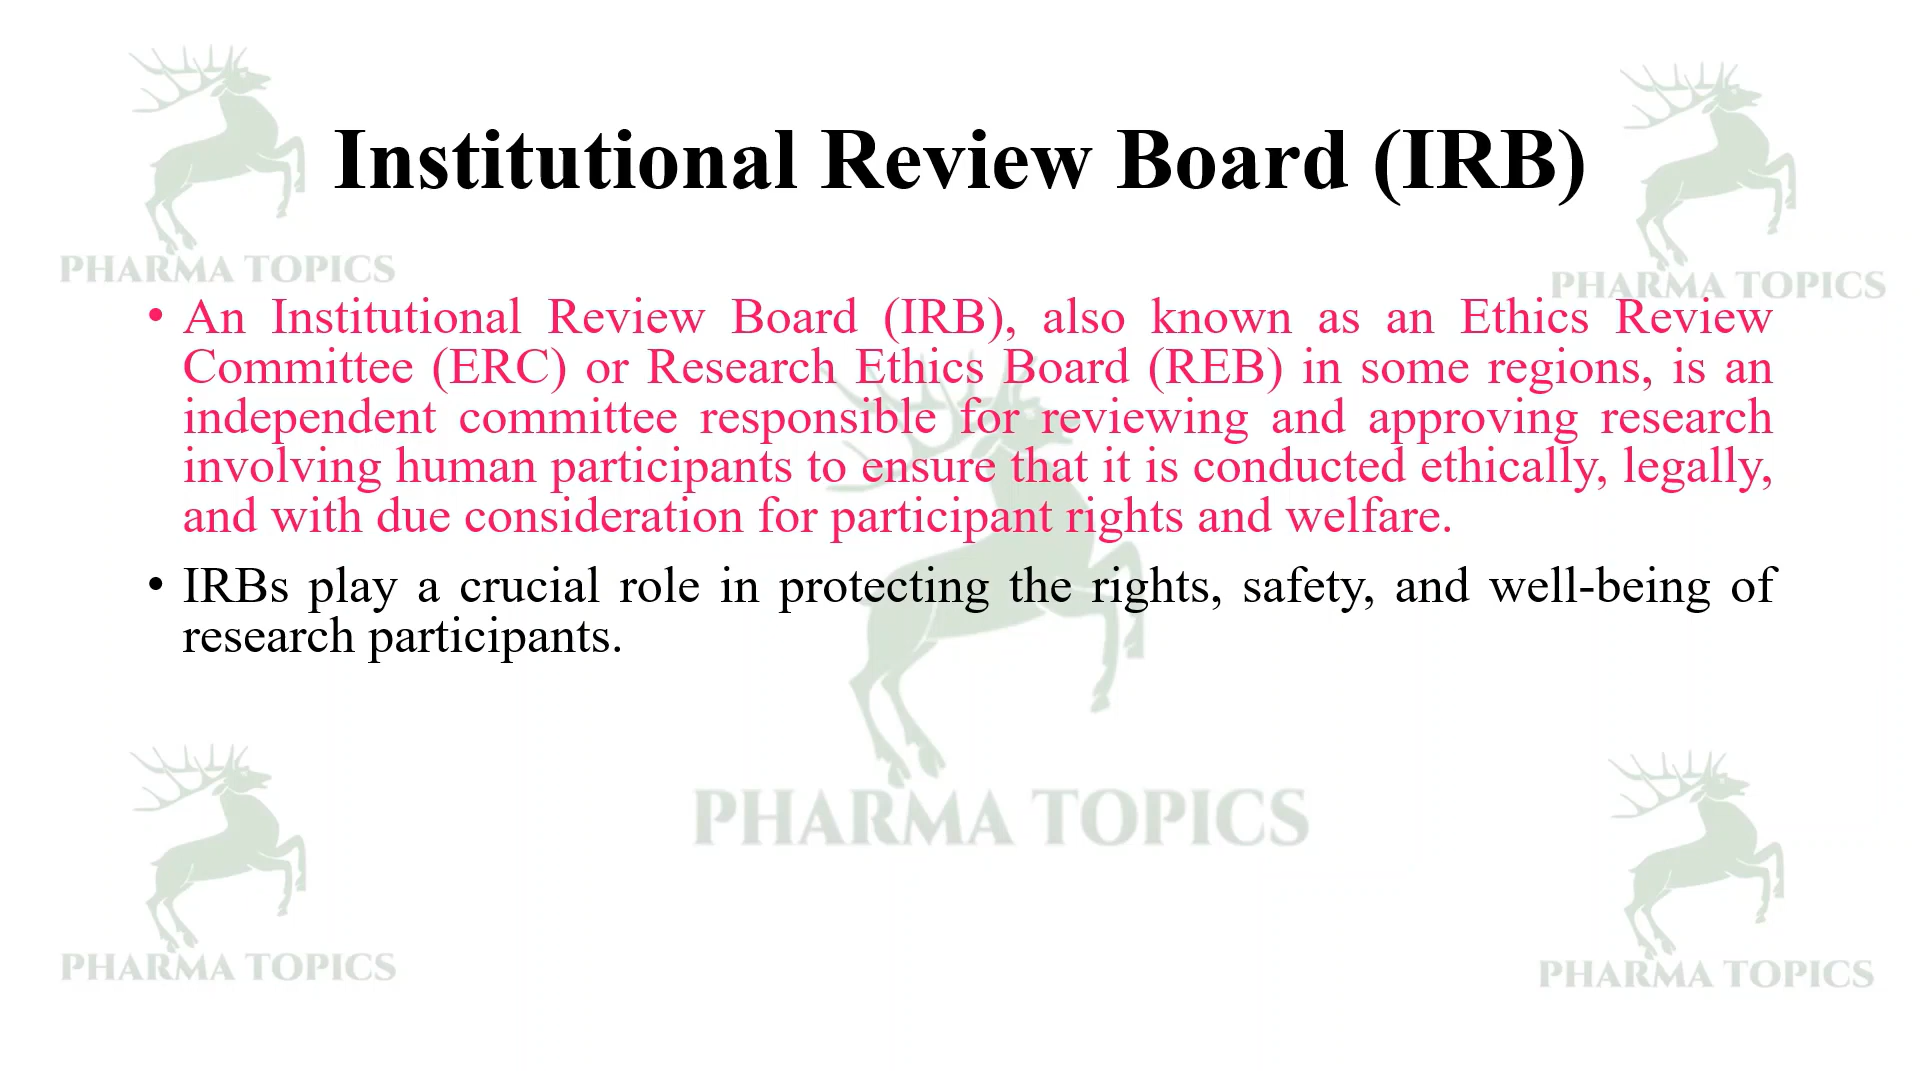 Institutional Review Board (IRB)
PHARMA TOPICS
PHARMA TOPICS
• An Institutional Review Board (IRB), also known as an Ethics Review
Committee (ERC) or Research Ethics Board (REB) in some regions, is an
independent committee responsible for reviewing and approving research
involving human participants to ensure that it is conducted ethically, legally,
and with due consideration for participant rights and welfare.
• IRBs play a crucial role in protecting the rights, safety, and well-being of
research participants.
PHARMA TOPICS
PHARMA TOPICS
PHARMA TOPICS